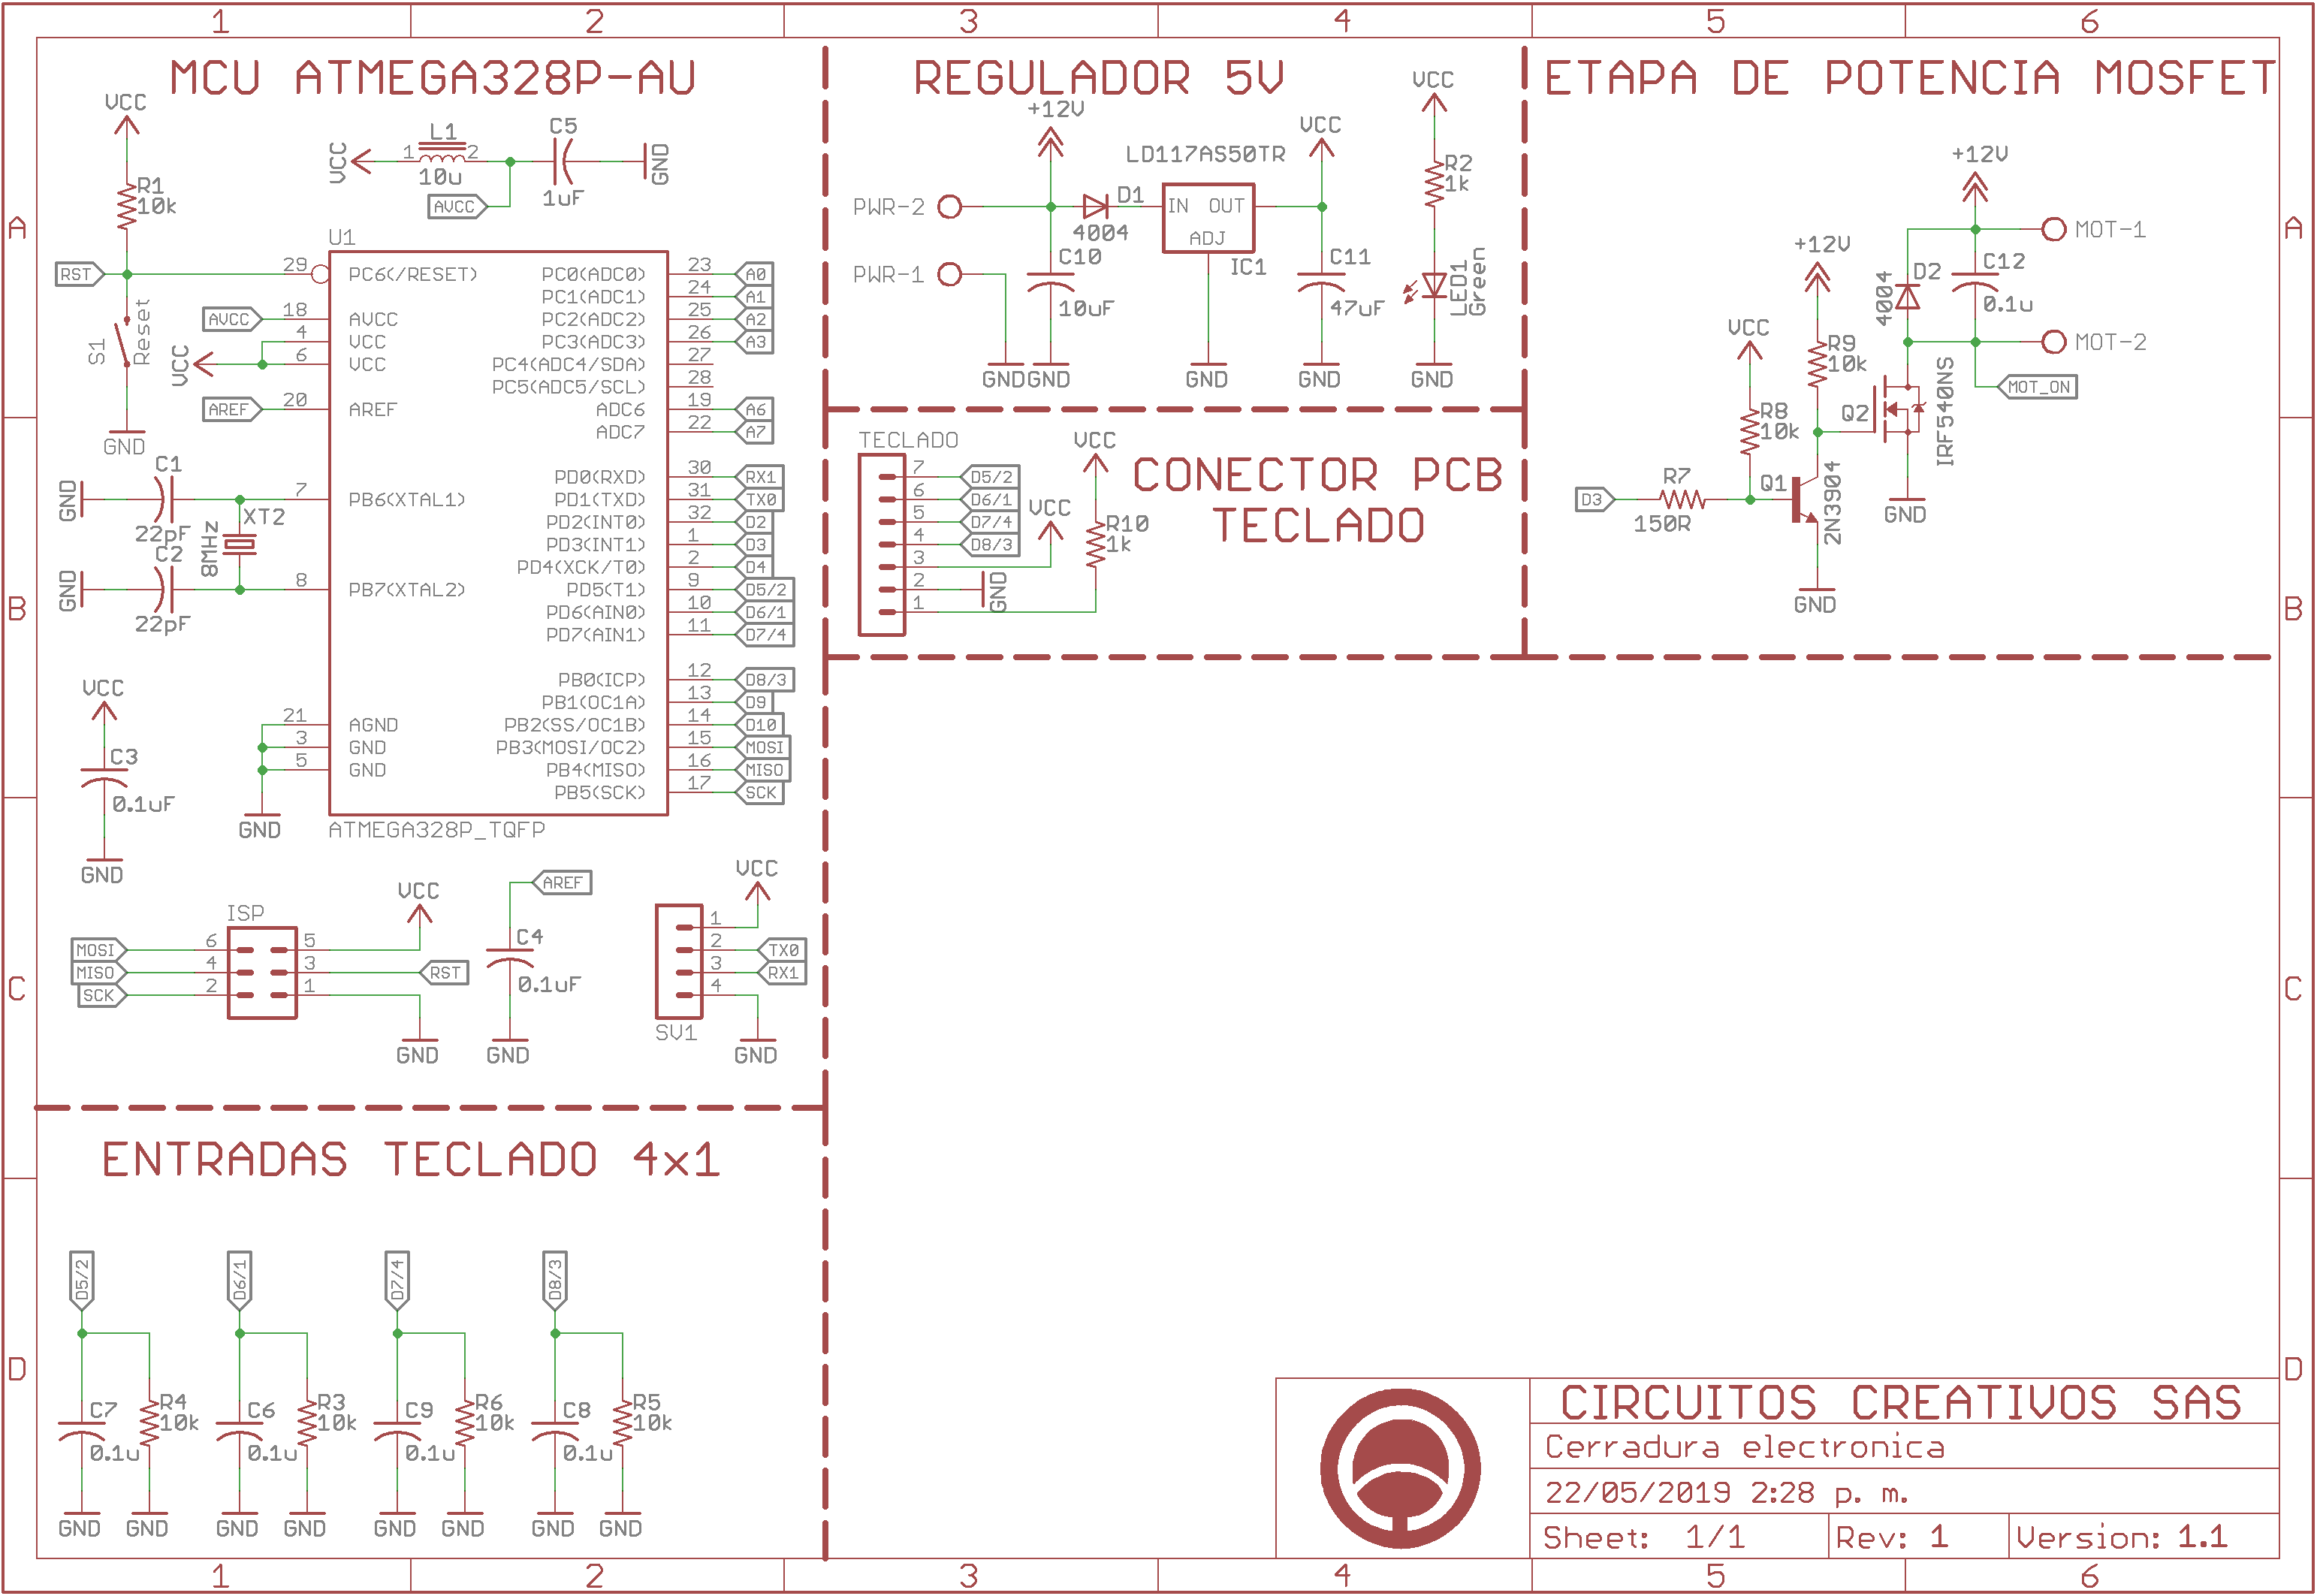 1 2 3 4 5 6
A
B
C
D
MCU ATMEGA328P-AU
VCC
R1
10k
RST
S1
Reset
GND
VCC
L1
1 2
10u
AVCC
C5
1uF
GND
U1
29 PC6(/RESET)
AVCC 18 AVCC
4 VCC
VCC 6 VCC
AREF 20 AREF
GND C1 22pF 7 PB6(XTAL1)
XT2
8MHz
GND C2 22pF 8 PB7(XTAL2)
21 AGND
3 GND
5 GND
GND
PC0(ADC0) 23 A0
PC1(ADC1) 24 A1
PC2(ADC2) 25 A2
PC3(ADC3) 26 A3
PC4(ADC4/SDA) 27
PC5(ADC5/SCL) 28
ADC6 19 A6
ADC7 22 A7
PD0(RXD) 30 RX1
PD1(TXD) 31 TX0
PD2(INT0) 32 D2
PD3(INT1) 1 D3
PD4(XCK/T0) 2 D4
PD5(T1) 9 D5/2
PD6(AIN0) 10 D6/1
PD7(AIN1) 11 D7/4
PB0(ICP) 12 D8/3
PB1(OC1A) 13 D9
PB2(SS/OC1B) 14 D10
PB3(MOSI/OC2) 15 MOSI
PB4(MISO) 16 MISO
PB5(SCK) 17 SCK
ATMEGA328P_TQFP
VCC
C3
0.1uF
GND
ISP
MOSI 6 5 VCC
MISO 4 3 RST
SCK 2 1
GND
AREF
C4
0.1uF
GND
VCC
1
2 TX0
3 RX1
4
SV1
GND
ENTRADAS TECLADO 4x1
D5/2
C7
0.1u
R4
10k
GND GND
D6/1
C6
0.1u
R3
10k
GND GND
D7/4
C9
0.1u
R6
10k
GND GND
D8/3
C8
0.1u
R5
10k
GND GND
REGULADOR 5V
+12V
PWR-2
PWR-1
D1
4004
LD117AS50TR
IN OUT
ADJ
IC1
VCC
C10
10uF
C11
47uF
GND GND GND GND
VCC
R2
1k
LED1
Green
GND
CONECTOR PCB
TECLADO
TECLADO
7 D5/2
6 D6/1
5 D7/4
4 D8/3
3 VCC
2 GND
1
VCC
R10
1k
ETAPA DE POTENCIA MOSFET
+12V
MOT-1
D2
4004
C12
0.1u
MOT-2
MOT_ON
+12V
R9
10k
VCC
R8
10k
Q2
IRF540NS
GND
D3
R7
150R
Q1
2N3904
GND
CIRCUITOS CREATIVOS SAS
Cerradura electronica
22/05/2019 2:28 p. m.
Sheet: 1/1 Rev: 1 Version: 1.1
A
B
C
D
1 2 3 4 5 6